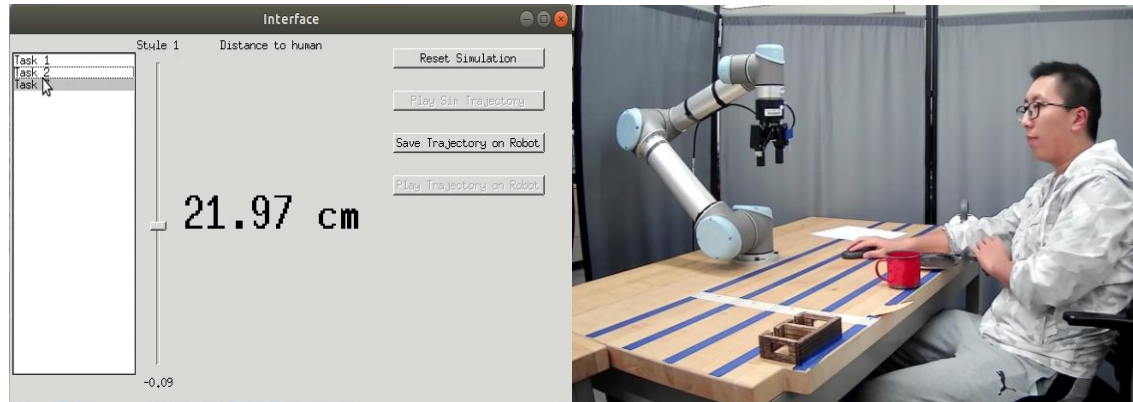 Interface
Style 1
Distance to human
Task 1
Task 2
Task
21.97 cm
-0.09
Reset Simulation
Play Sim Trajectory
Save Trajectory on Robot
Play Trajectory on Robot